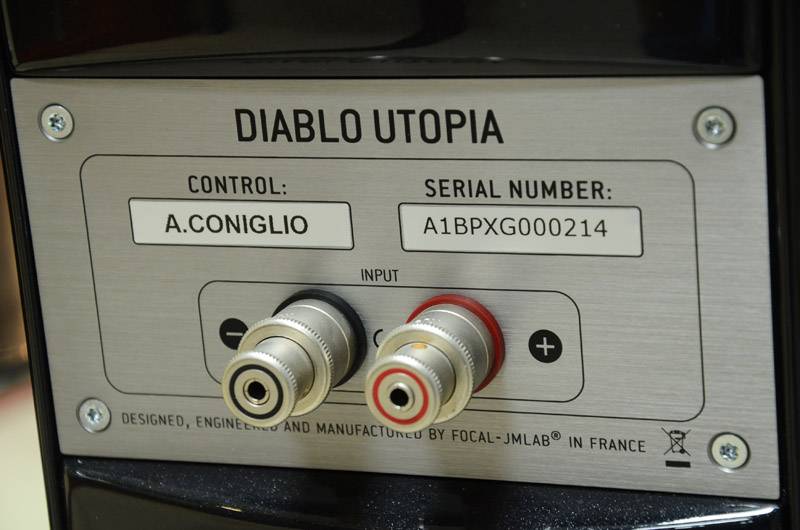 DIABLO UTOPIA
CONTROL:
A.CONIGLIO
SERIAL NUMBER:
A1BPXG000214
INPUT
DESIGNED, ENGINEERED AND MANUFACTURED BY FOCAL-JMLAB® IN FRANCE